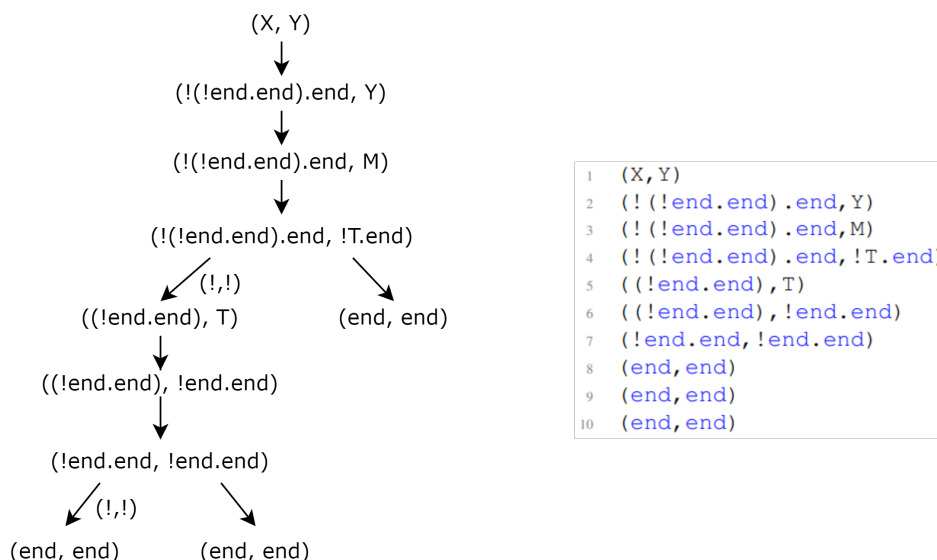 (X, Y)
(!(!end.end).end, Y)
(!(!end.end).end, M)
(!(!end.end).end, !T.end)
(!,!)
((!end.end), T) (end, end)
((!end.end), !end.end)
(!end.end, !end.end)
(!,!)
(end, end) (end, end)
1 (X,Y)
2 (!(!end.end).end,Y)
3 (!(!end.end).end,M)
4 (!(!end.end).end,!T.end)
5 ((!end.end),T)
6 ((!end.end),!end.end)
7 (!end.end,!end.end)
8 (end,end)
9 (end,end)
10 (end,end)